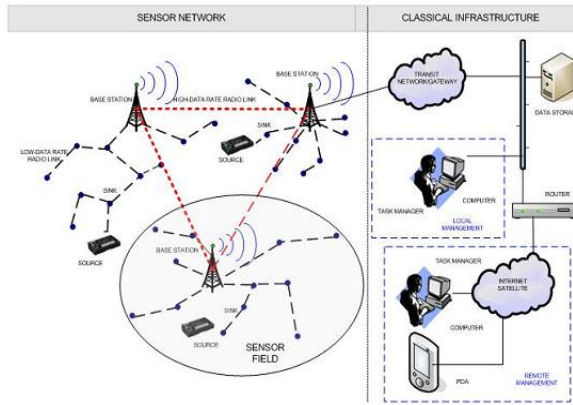 SENSOR NETWORK
CLASSICAL INFRASTRUCTURE
BASE STATION
BASE STATION
HIGH-DATA RATE RADIO LINK
TRANSIT
NETWORK/GATEWAY
DATA STORAGE
SINK
SOURCE
LOW-DATA RATE
RADIO LINK
SINK
SOURCE
COMPUTER
TASK MANAGER
LOCAL
MANAGEMENT
ROUTER
BASE STATION
SINK
SOURCE
SENSOR
FIELD
TASK MANAGER
INTERNET
SATELLITE
COMPUTER
PDA
REMOTE
MANAGEMENT